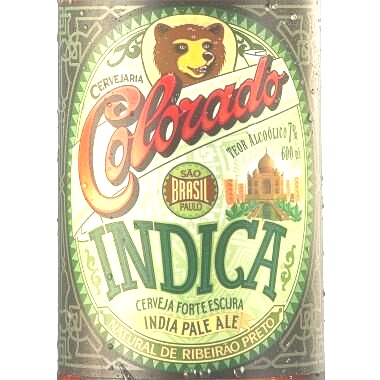 CERVEJARIA
Colorado
TEOR ALCOÓLICO 7%
600 ml
SÃO
BRASIL
PAULO
INDICA
CERVEJA FORTE ESCURA
INDIA PALE ALE
NATURAL DE RIBEIRÃO PRETO